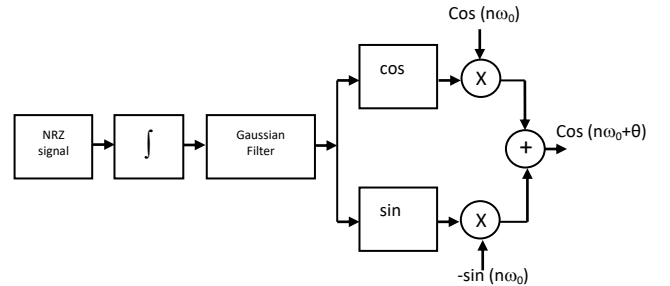 Cos (nω₀)
cos
X
NRZ
signal
∫
Gaussian
Filter
+
Cos (nω₀+θ)
sin
X
-sin (nω₀)